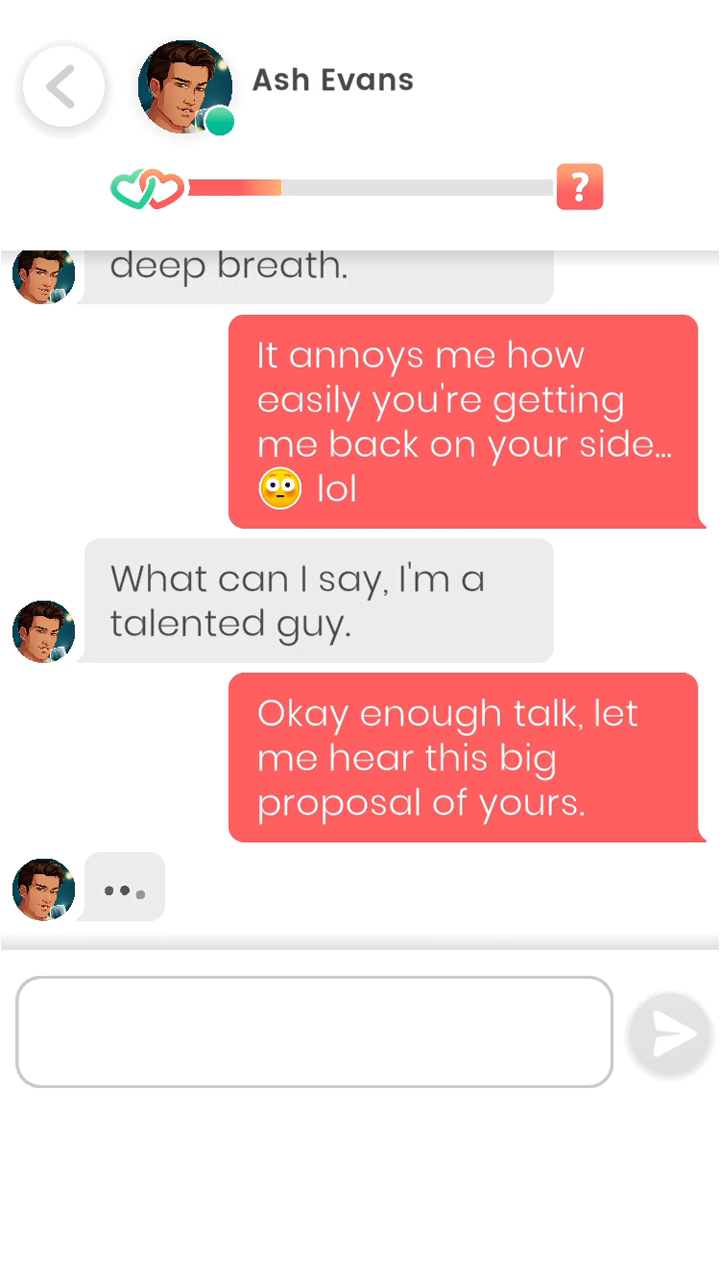 Ash Evans
?
deep breath.
It annoys me how
easily you're getting
me back on your side...
😳 lol
What can I say, I'm a
talented guy.
Okay enough talk, let
me hear this big
proposal of yours.